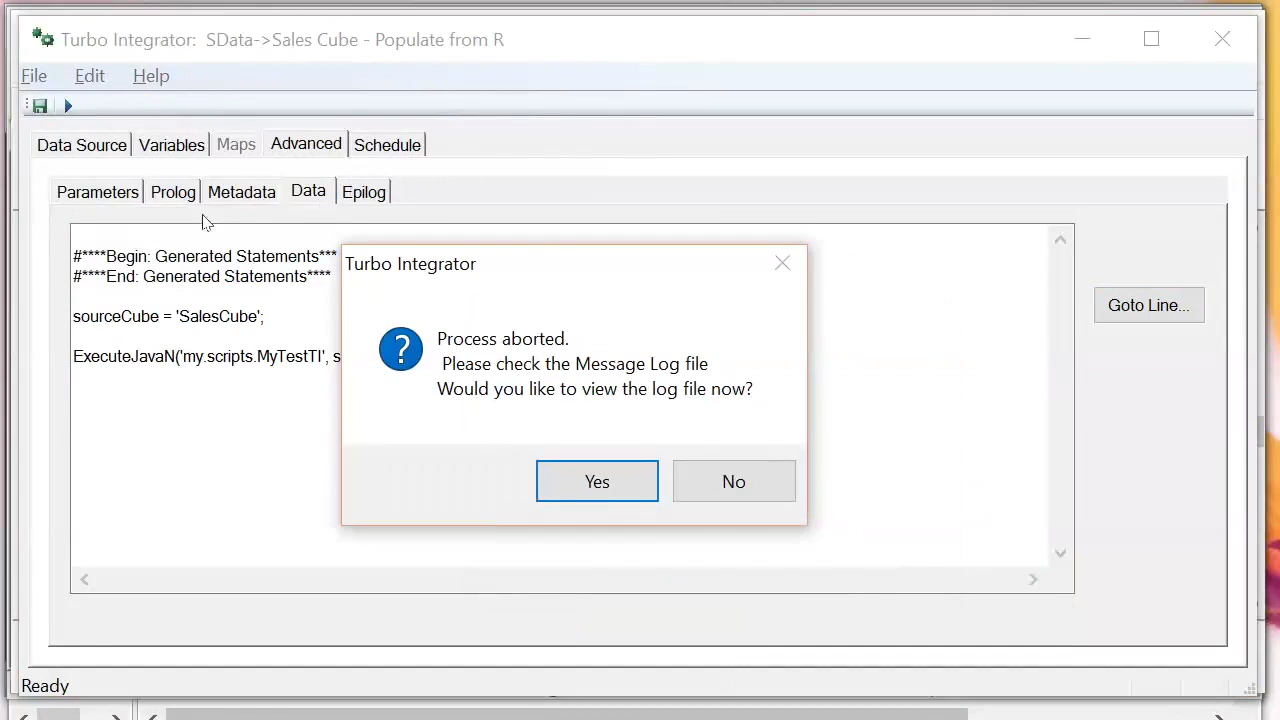 Turbo Integrator:  SData->Sales Cube - Populate from R
File Edit Help
Data Source Variables Maps Advanced Schedule
Parameters Prolog Metadata Data Epilog
#****Begin: Generated Statements***
#****End: Generated Statements****
sourceCube = 'SalesCube';
ExecuteJavaN('my.scripts.MyTestTI', s
Turbo Integrator
Process aborted.
Please check the Message Log file
Would you like to view the log file now?
Yes No
Goto Line...
Ready